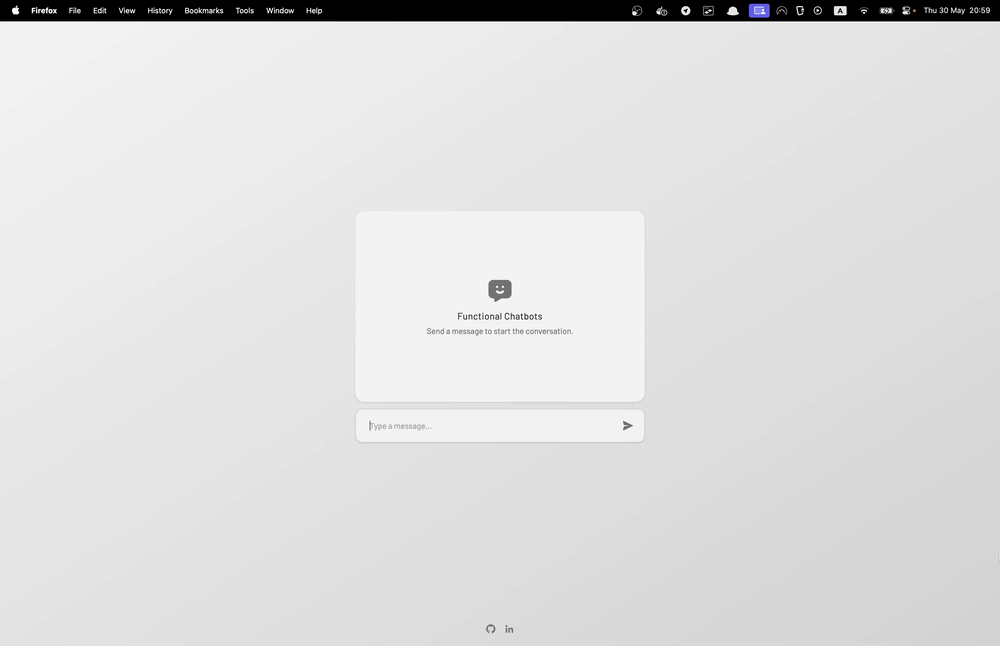 Firefox File Edit View History Bookmarks Tools Window Help A Thu 30 May 20:59
Functional Chatbots
Send a message to start the conversation.
Type a message...
in